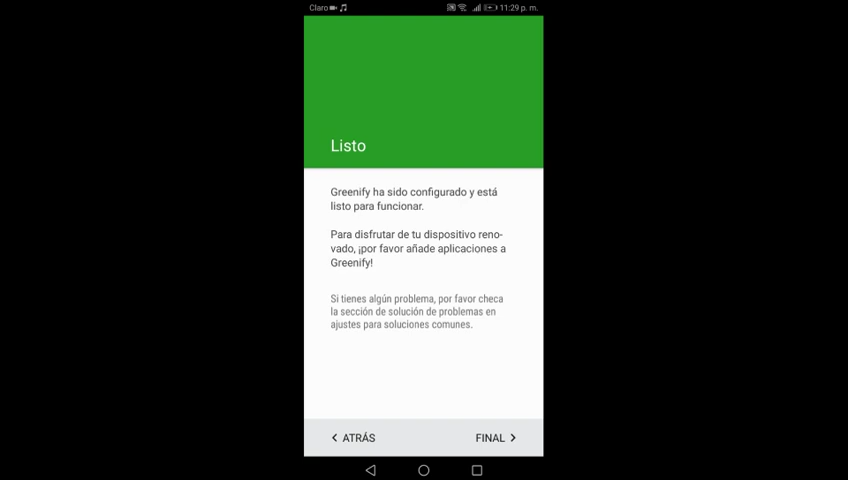 Claro 11:29 p. m.
Listo
Greenify ha sido configurado y está
listo para funcionar.
Para disfrutar de tu dispositivo reno-
vado, ¡por favor añade aplicaciones a
Greenify!
Si tienes algún problema, por favor checa
la sección de solución de problemas en
ajustes para soluciones comunes.
ATRÁS FINAL